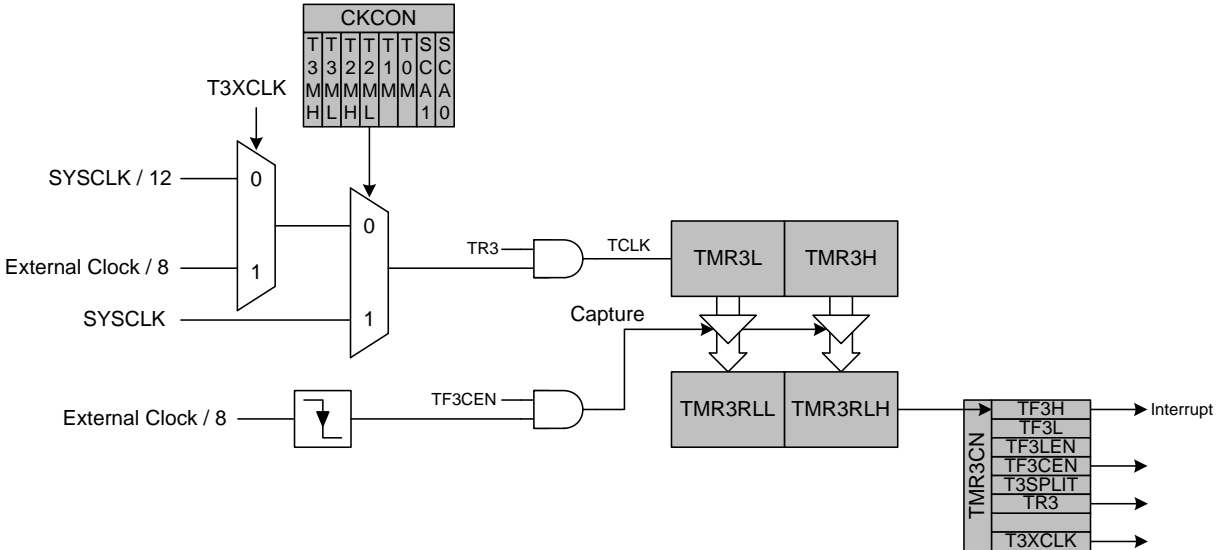 CKCON
T3MH T3ML T2MH T2ML T1M T0M SCA1 SCA0
T3XCLK
SYSCLK / 12
0
External Clock / 8
1
0
SYSCLK
1
TR3
TCLK
TMR3L TMR3H
Capture
External Clock / 8
TF3CEN
TMR3RLL TMR3RLH
TMR3CN
TF3H
Interrupt
TF3L
TF3LEN
TF3CEN
T3SPLIT
TR3
T3XCLK